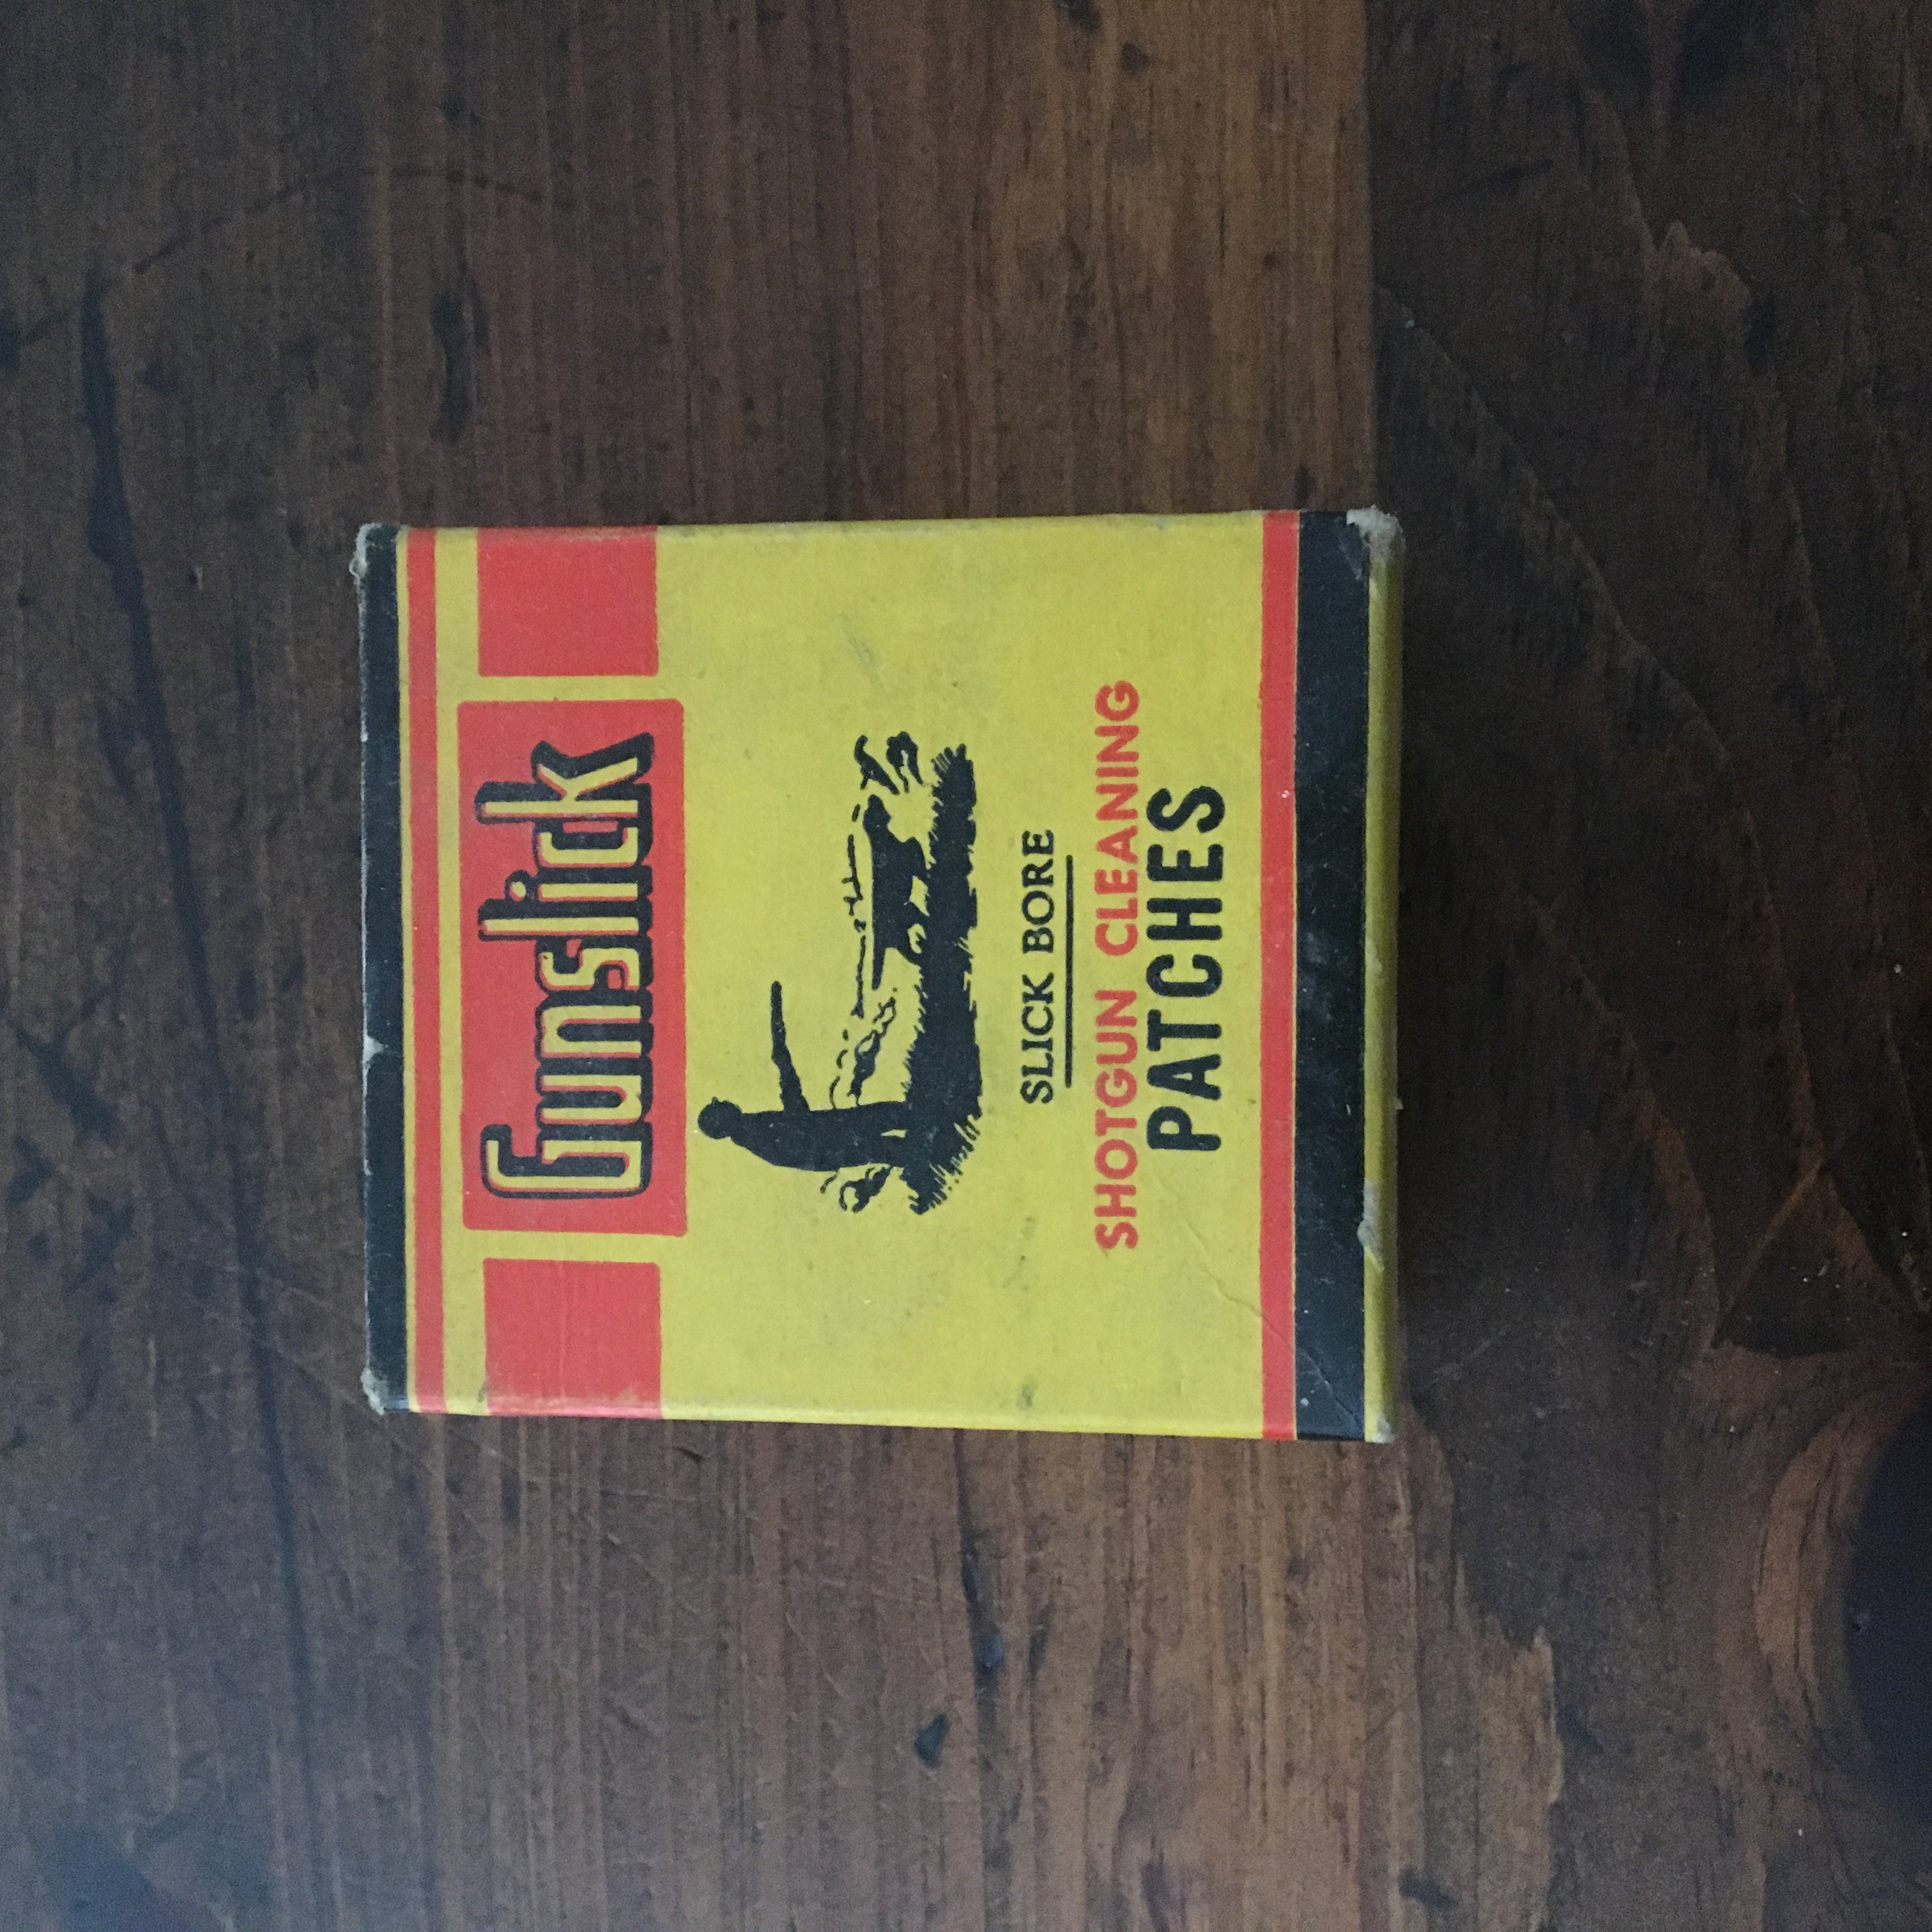 Gunslick
SLICK BORE
SHOTGUN CLEANING
PATCHES